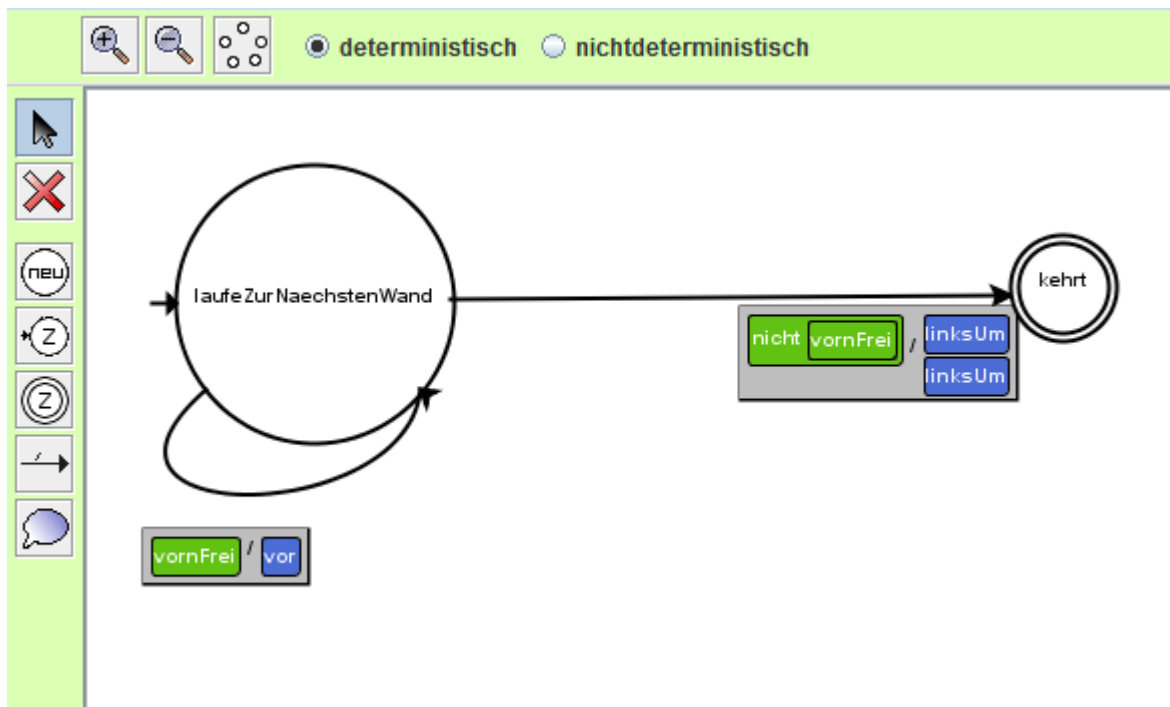 deterministisch nichtdeterministisch
neu
Z
Z
/
laufeZurNaechstenWand
kehrt
nicht vornFrei / linksUm
linksUm
vornFrei / vor